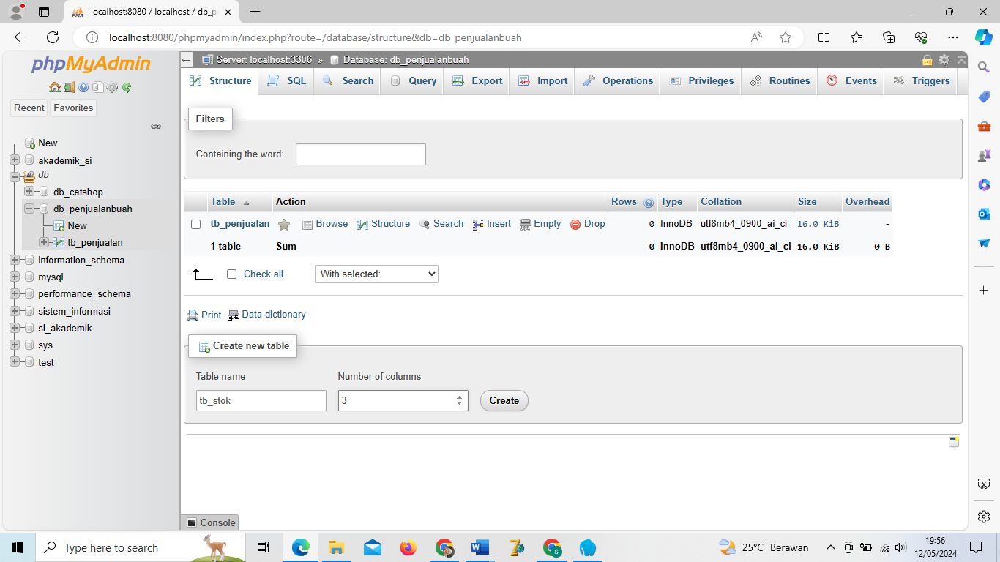 localhost:8080 / localhost / db_p
localhost:8080/phpmyadmin/index.php?route=/database/structure&db=db_penjualanbuah
phpMyAdmin
Recent
Favorites
New
akademik_si
db
db_catshop
db_penjualanbuah
New
tb_penjualan
information_schema
mysql
performance_schema
sistem_informasi
si_akademik
sys
test
Server: localhost:3306 » Database: db_penjualanbuah
Structure SQL Search Query Export Import Operations Privileges Routines Events Triggers
Filters
Containing the word:
Table Action Rows Type Collation Size Overhead
tb_penjualan Browse Structure Search Insert Empty Drop 0 InnoDB utf8mb4_0900_ai_ci 16.0 KiB -
1 table Sum 0 InnoDB utf8mb4_0900_ai_ci 16.0 KiB 0 B
Check all With selected:
Print Data dictionary
Create new table
Table name Number of columns
tb_stok 3 Create
Console
Type here to search
25°C Berawan
19:56
12/05/2024